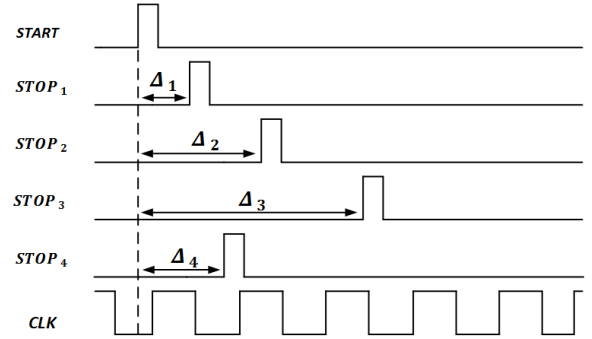 START
STOP 1
Δ 1
STOP 2
Δ 2
STOP 3
Δ 3
STOP 4
Δ 4
CLK